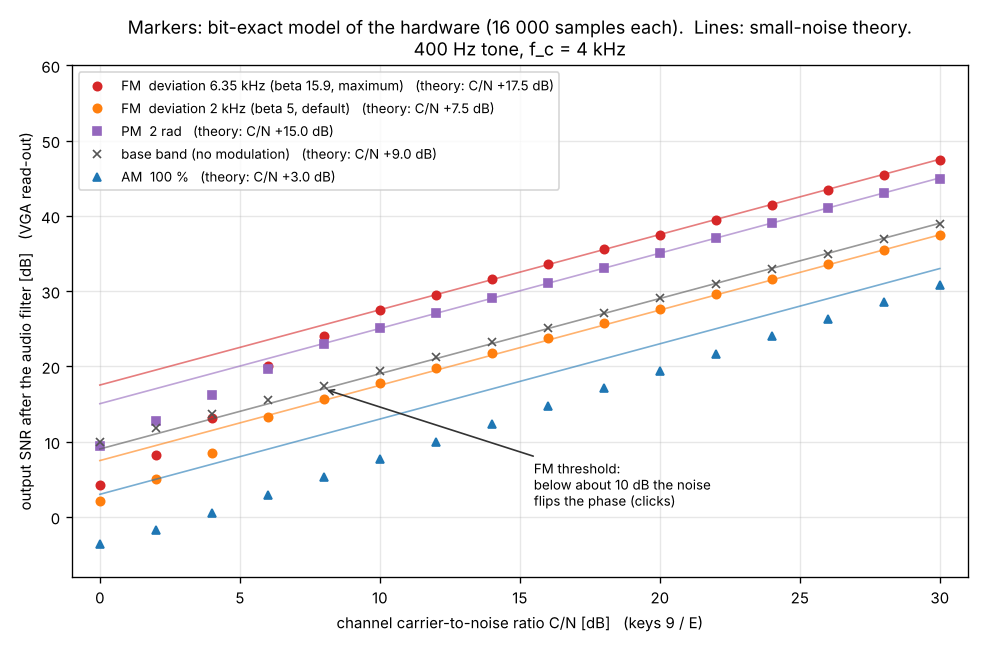 Markers: bit-exact model of the hardware (16 000 samples each).  Lines: small-noise theory.
400 Hz tone, f_c = 4 kHz
FM  deviation 6.35 kHz (beta 15.9, maximum)   (theory: C/N +17.5 dB)
FM  deviation 2 kHz (beta 5, default)   (theory: C/N +7.5 dB)
PM  2 rad   (theory: C/N +15.0 dB)
base band (no modulation)   (theory: C/N +9.0 dB)
AM  100 %   (theory: C/N +3.0 dB)
output SNR after the audio filter [dB]   (VGA read-out)
60
50
40
30
20
10
0
FM threshold:
below about 10 dB the noise
flips the phase (clicks)
0
5
10
15
20
25
30
channel carrier-to-noise ratio C/N [dB]   (keys 9 / E)